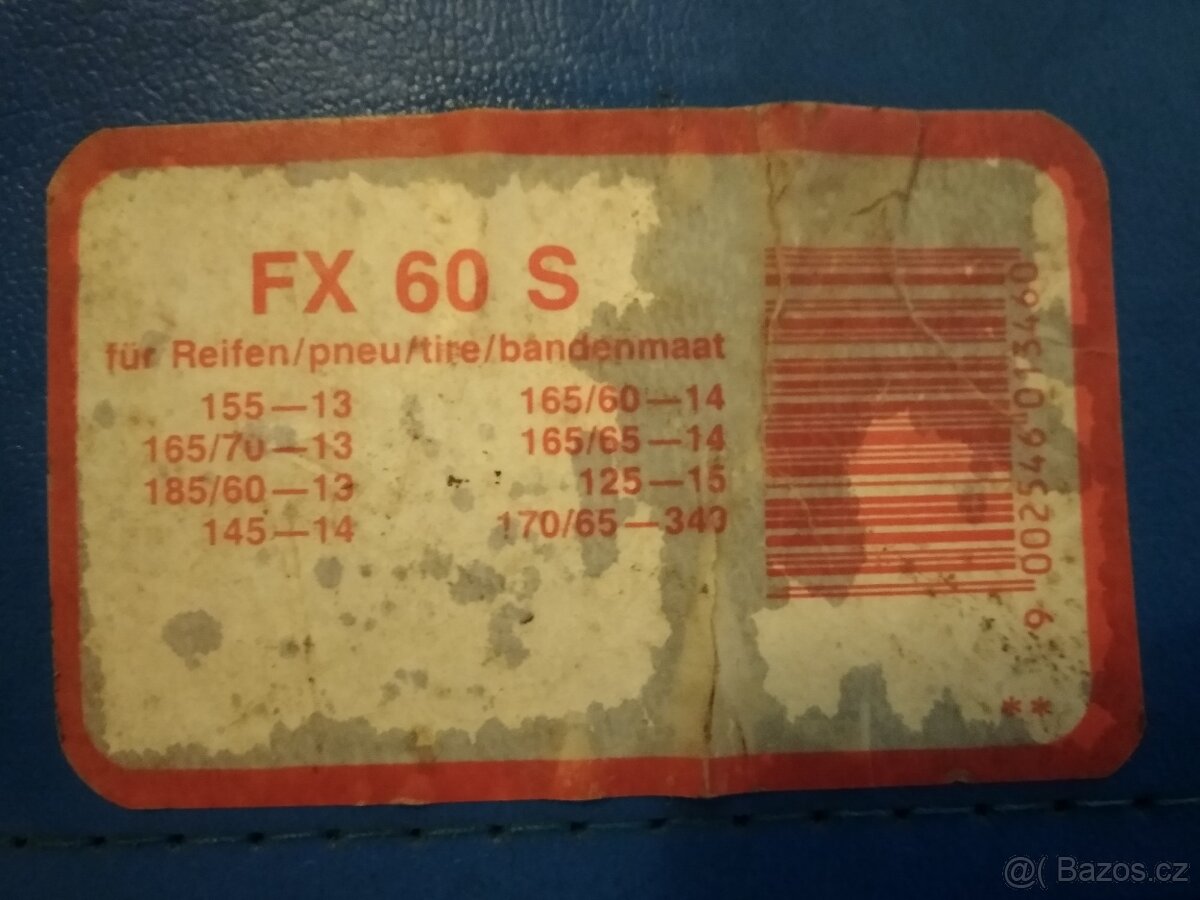 FX 60 S
für Reifen/pneu/tire/bandenmaat
155—13
165/70—13
185/60—13
145—14
165/60—14
165/65—14
125—15
170/65—340
9 002546 013460
**
@( Bazos.cz